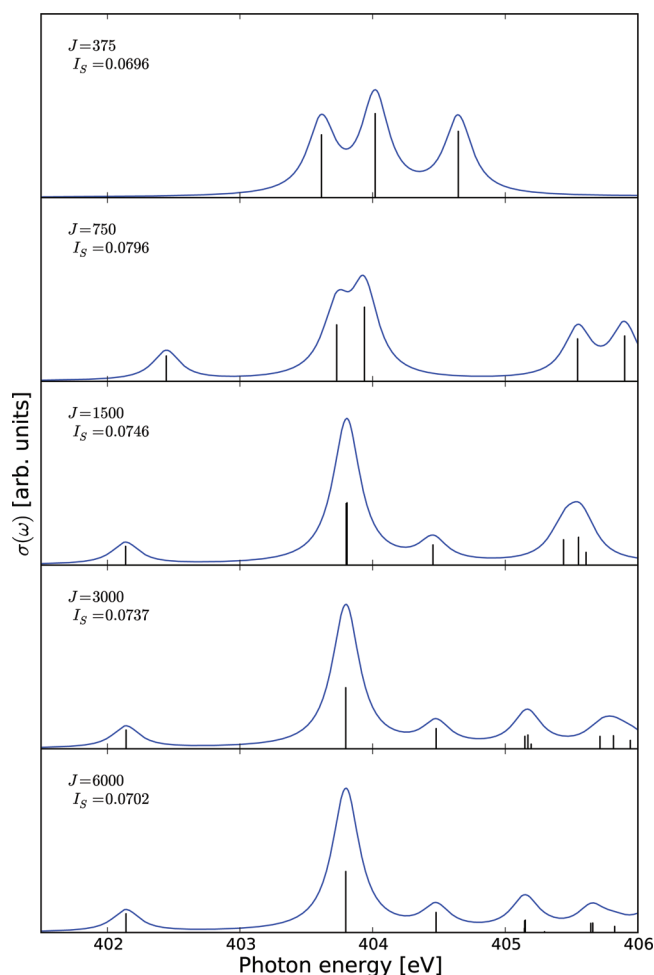 J=375
I_S=0.0696
J=750
I_S=0.0796
J=1500
I_S=0.0746
J=3000
I_S=0.0737
J=6000
I_S=0.0702
σ(ω) [arb. units]
402 403 404 405 406
Photon energy [eV]